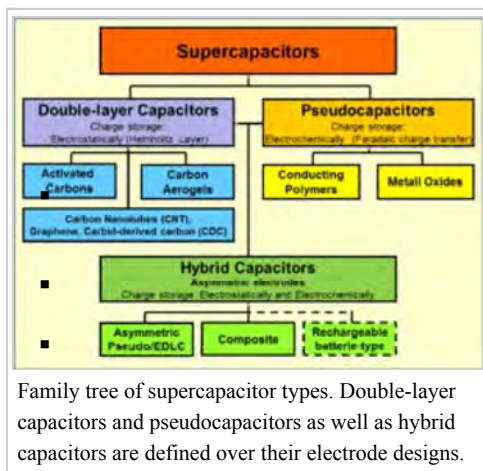 Supercapacitors
Double-layer Capacitors
Charge storage:
Electrostatically (Helmholtz Layer)
Pseudocapacitors
Charge storage:
Electrochemically (Faradaic charge transfer)
Activated
Carbons
Carbon
Aerogels
Conducting
Polymers
Metall Oxides
Carbon Nanotubes (CNT),
Graphene, Carbid-derived carbon (CDC)
Hybrid Capacitors
Asymmetric electrodes
Charge storage: Electrostatically and Electrochemically
Asymmetric
Pseudo/EDLC
Composite
Rechargeable
batterie-type
Family tree of supercapacitor types. Double-layer
capacitors and pseudocapacitors as well as hybrid
capacitors are defined over their electrode designs.